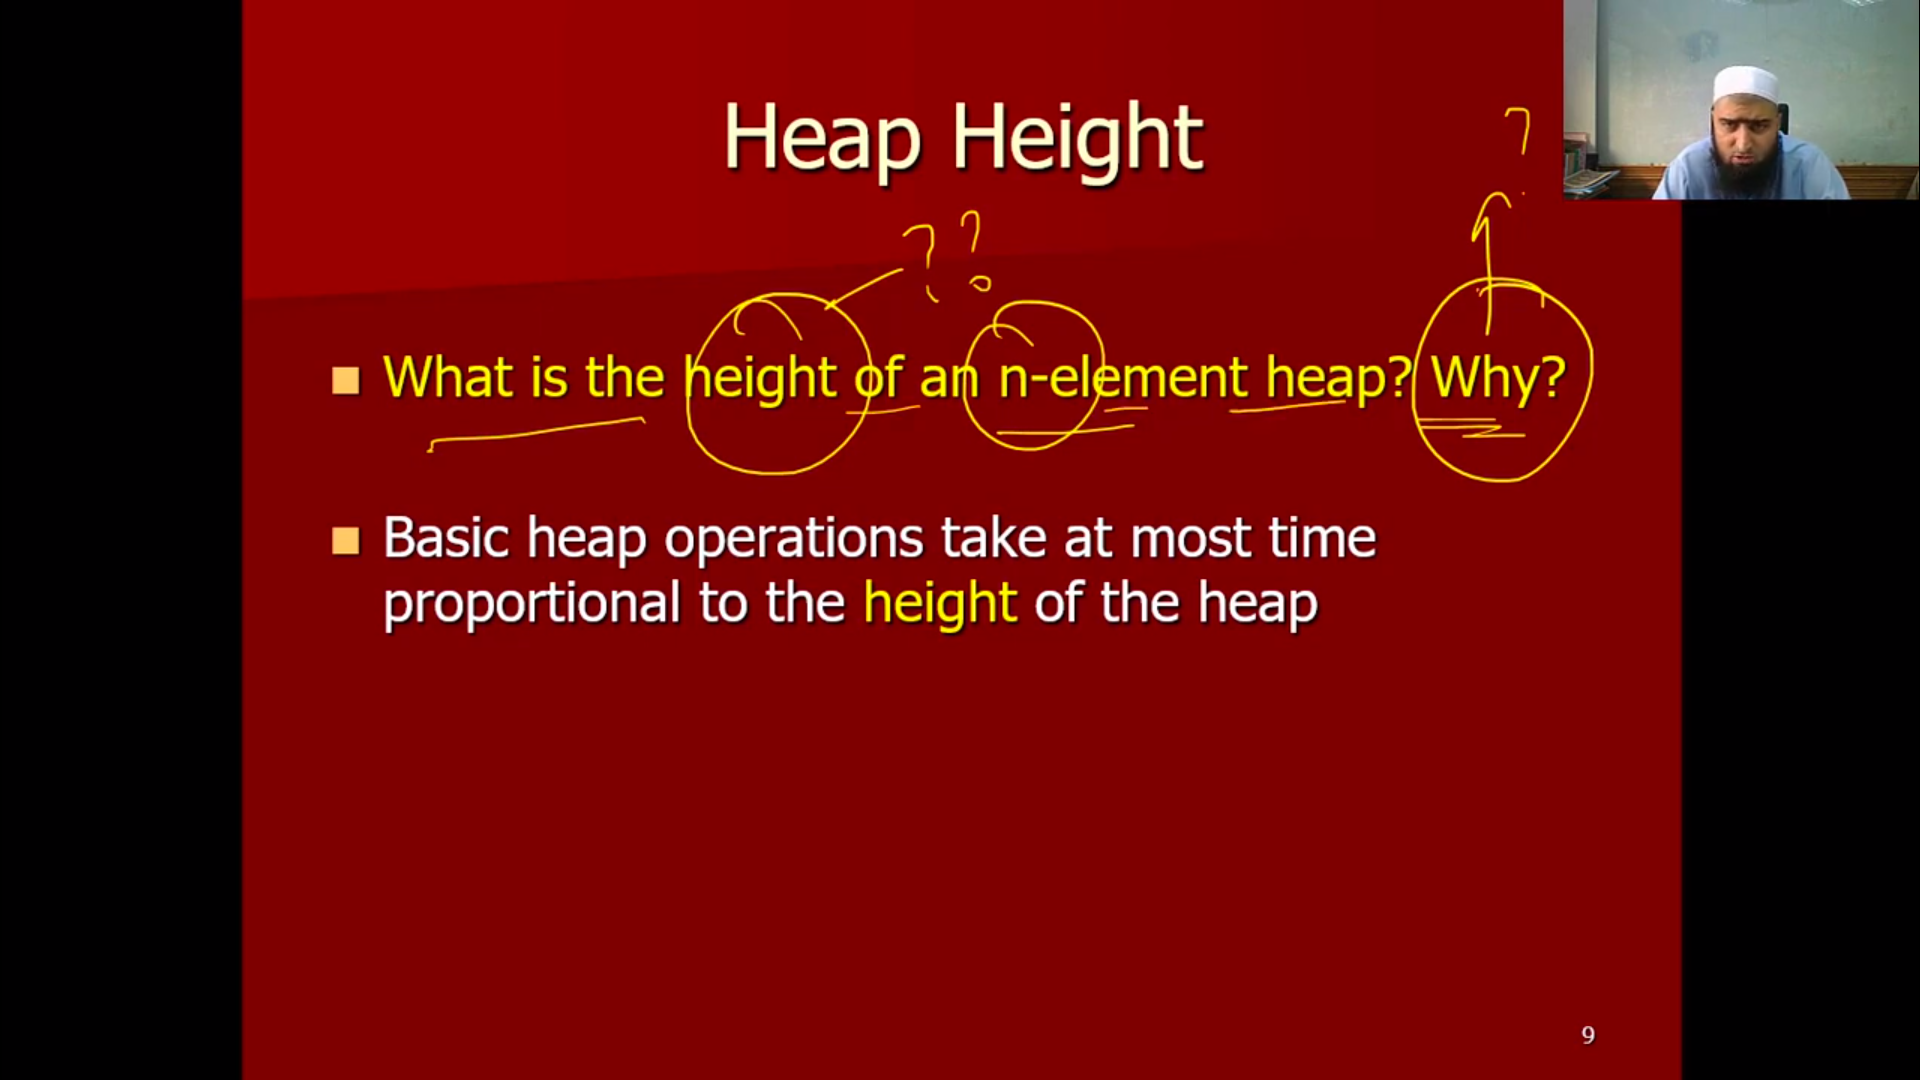 Heap Height
?
? ?
What is the height of an n-element heap? Why?
Basic heap operations take at most time
proportional to the height of the heap
9